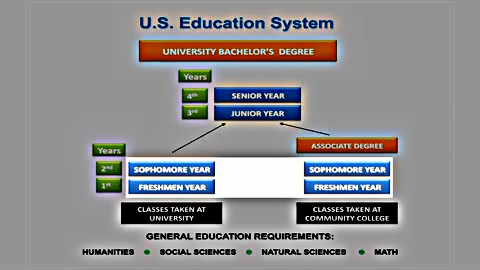 U.S. Education System
UNIVERSITY BACHELOR'S DEGREE
Years
4th SENIOR YEAR
3rd JUNIOR YEAR
ASSOCIATE DEGREE
Years
2nd SOPHOMORE YEAR SOPHOMORE YEAR
1st FRESHMEN YEAR FRESHMEN YEAR
CLASSES TAKEN AT UNIVERSITY
CLASSES TAKEN AT COMMUNITY COLLEGE
GENERAL EDUCATION REQUIREMENTS:
HUMANITIES • SOCIAL SCIENCES • NATURAL SCIENCES • MATH